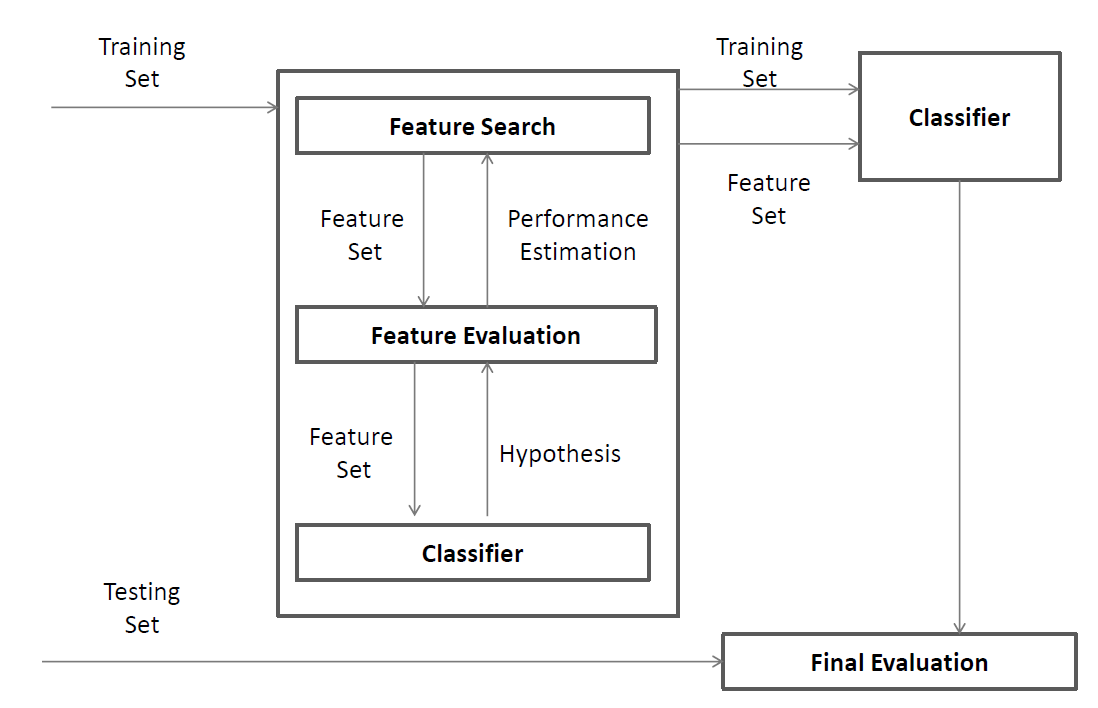 Training
Set
Training
Set
Feature Search
Classifier
Feature
Set
Feature
Set
Performance
Estimation
Feature Evaluation
Feature
Set
Hypothesis
Classifier
Testing
Set
Final Evaluation